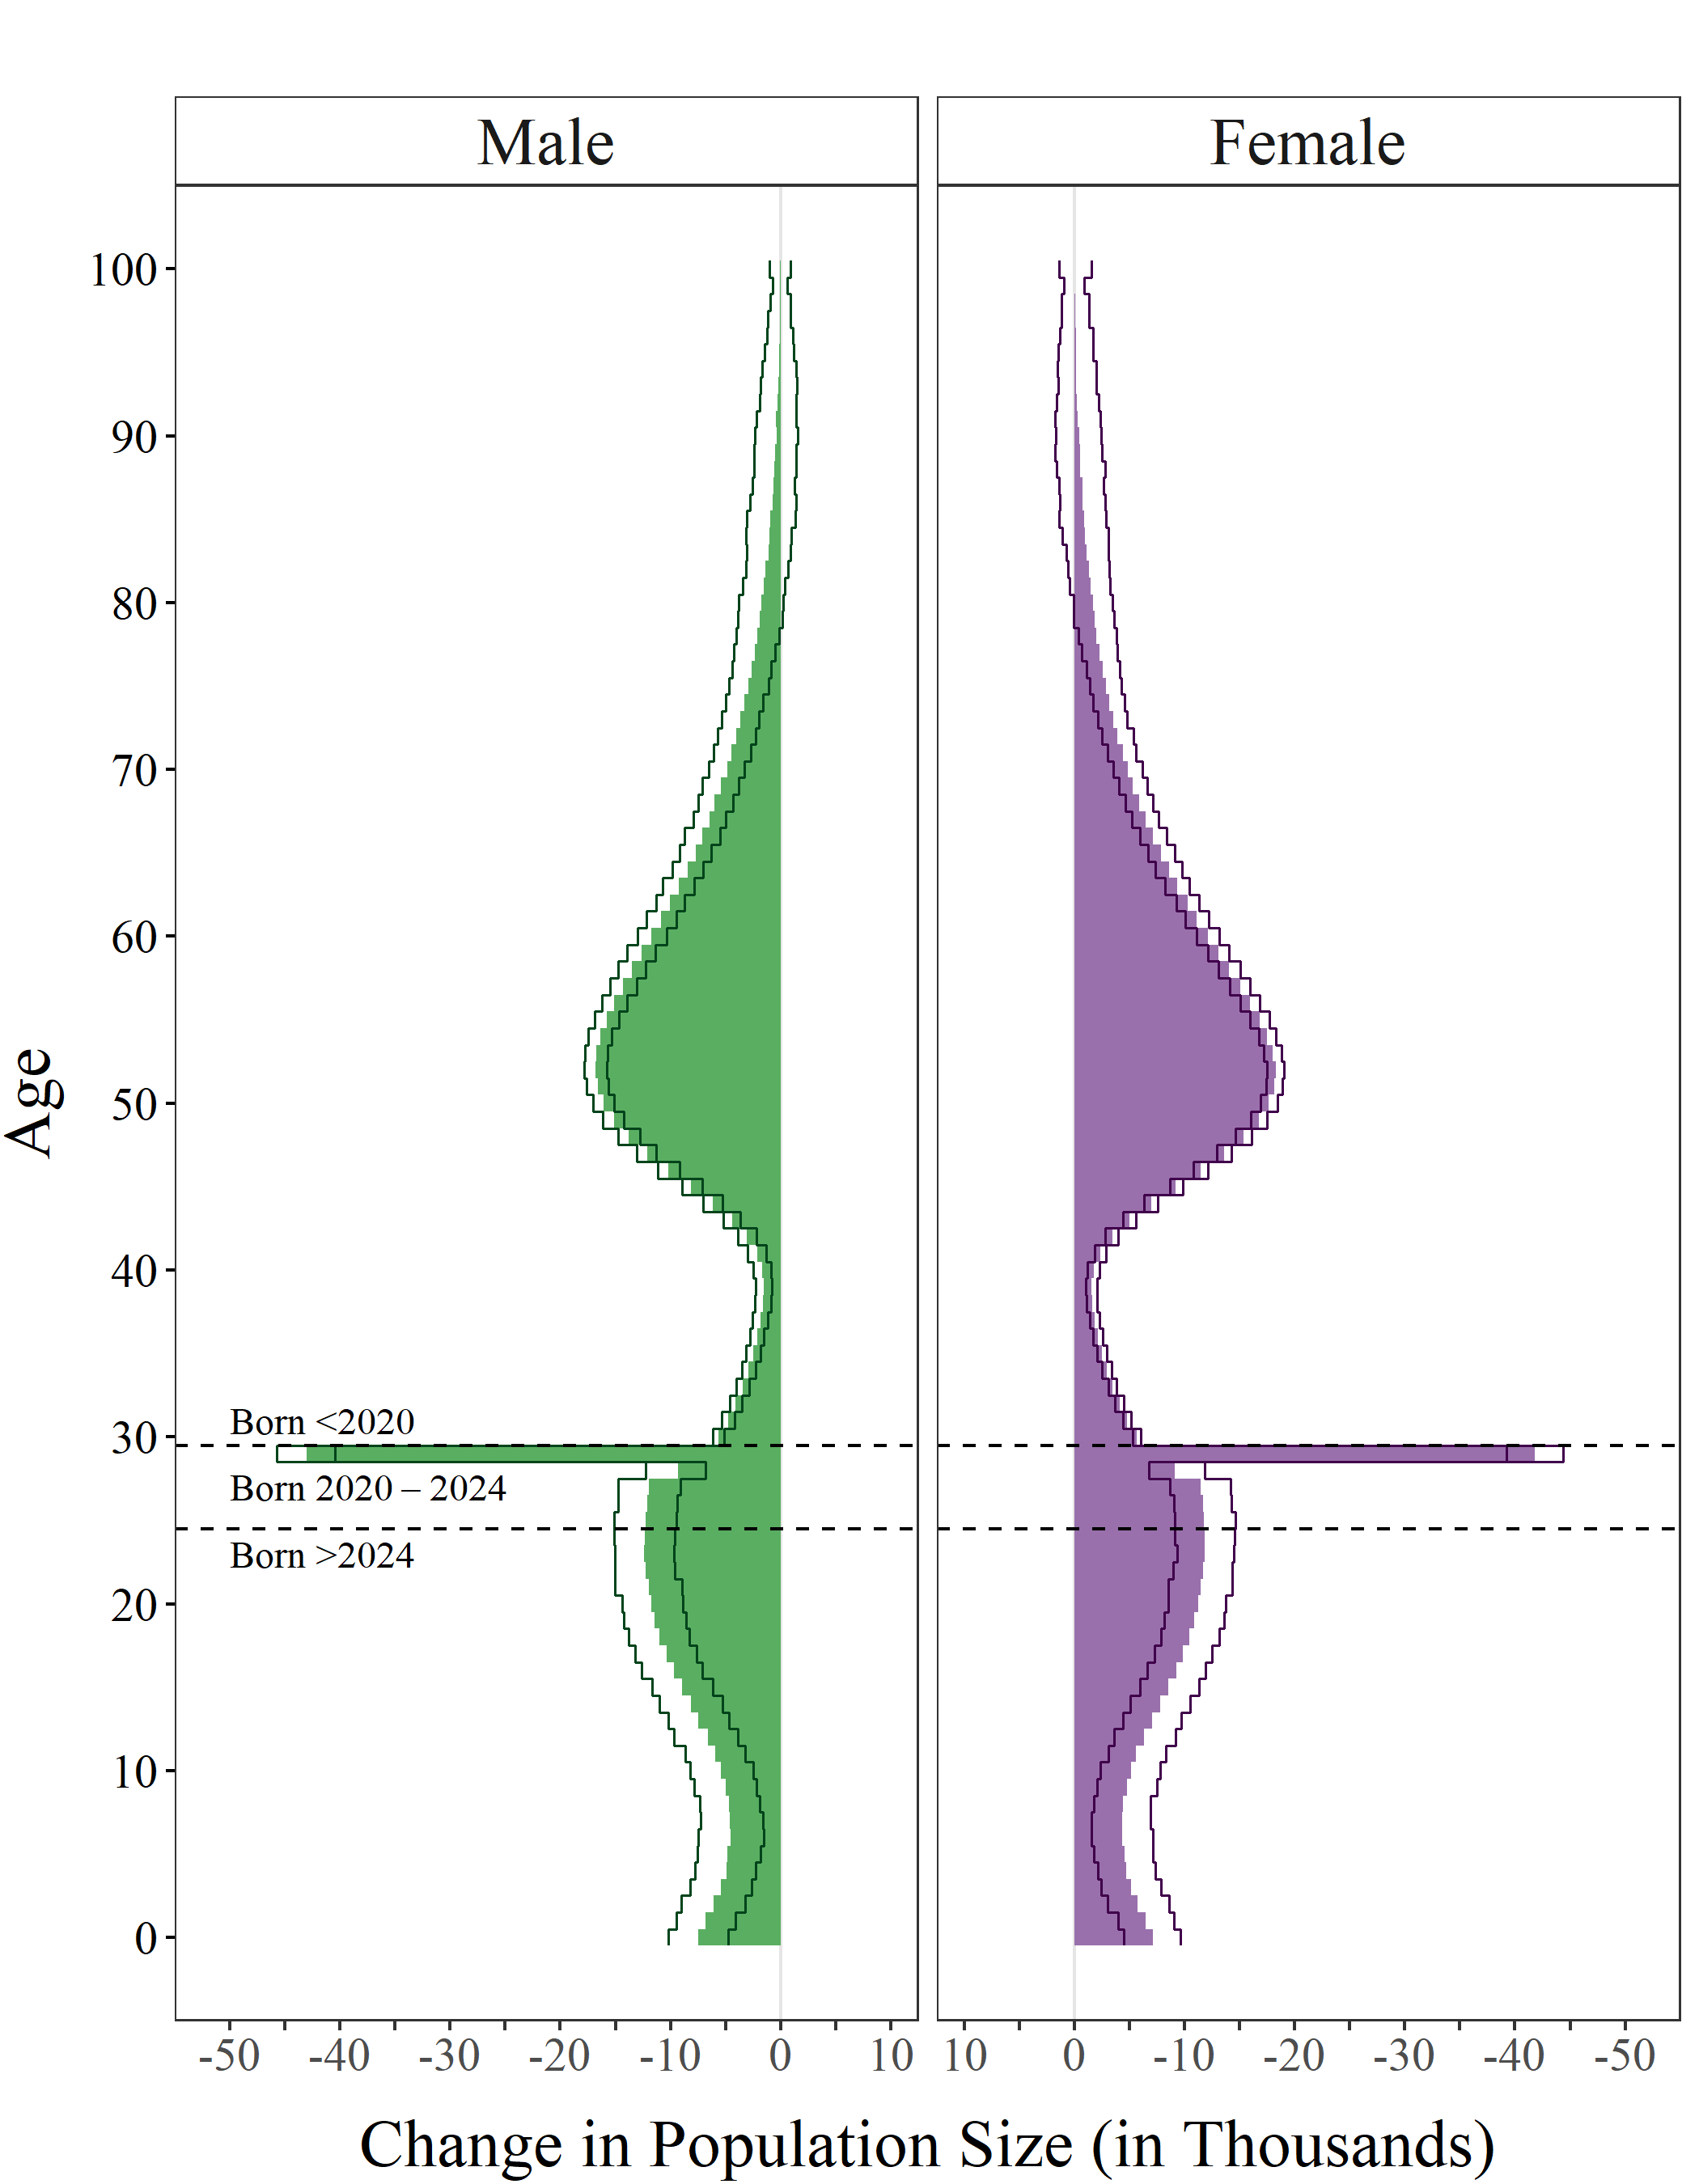 Male
Female
100
90
80
70
60
50
40
30
20
10
0
Age
Born <2020
Born 2020 – 2024
Born >2024
-50 -40 -30 -20 -10 0 10
10 0 -10 -20 -30 -40 -50
Change in Population Size (in Thousands)